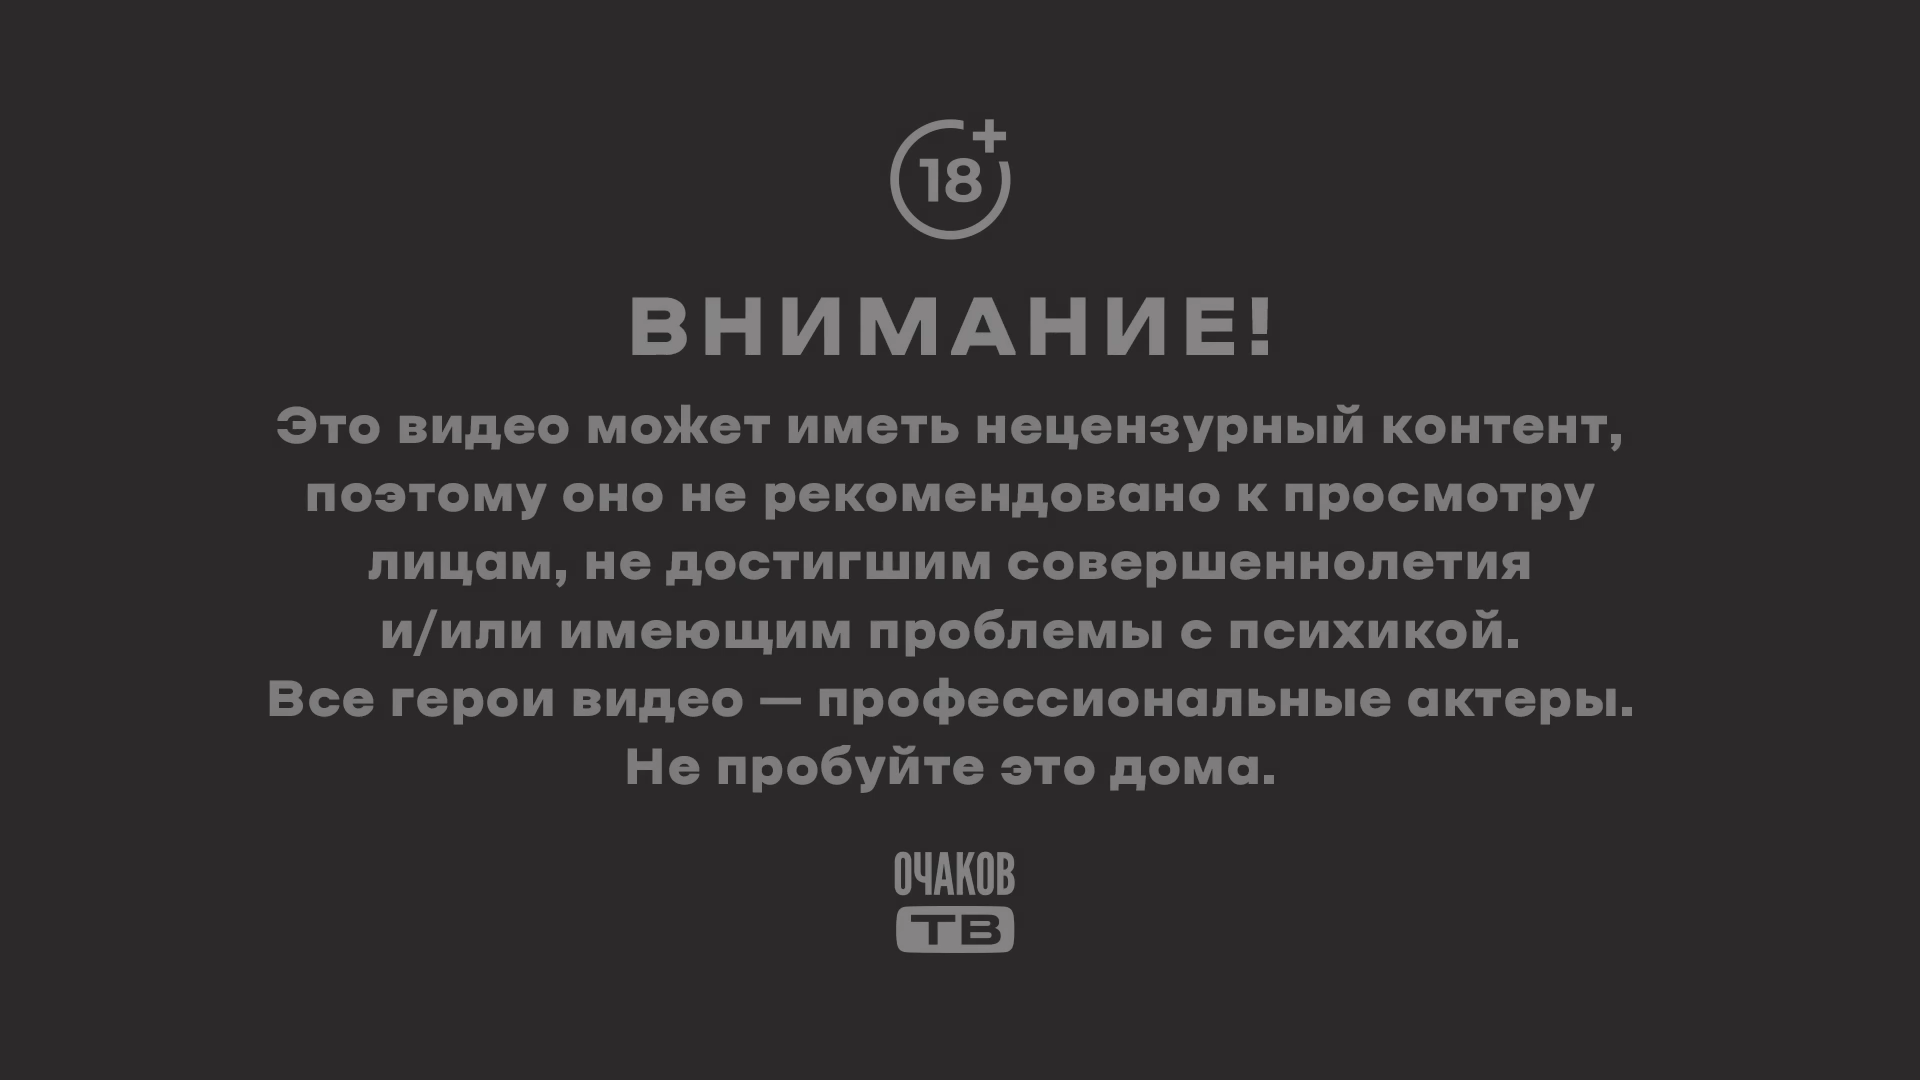 18+
ВНИМАНИЕ!
Это видео может иметь нецензурный контент,
поэтому оно не рекомендовано к просмотру
лицам, не достигшим совершеннолетия
и/или имеющим проблемы с психикой.
Все герои видео — профессиональные актеры.
Не пробуйте это дома.
ОЧАКОВ
ТВ